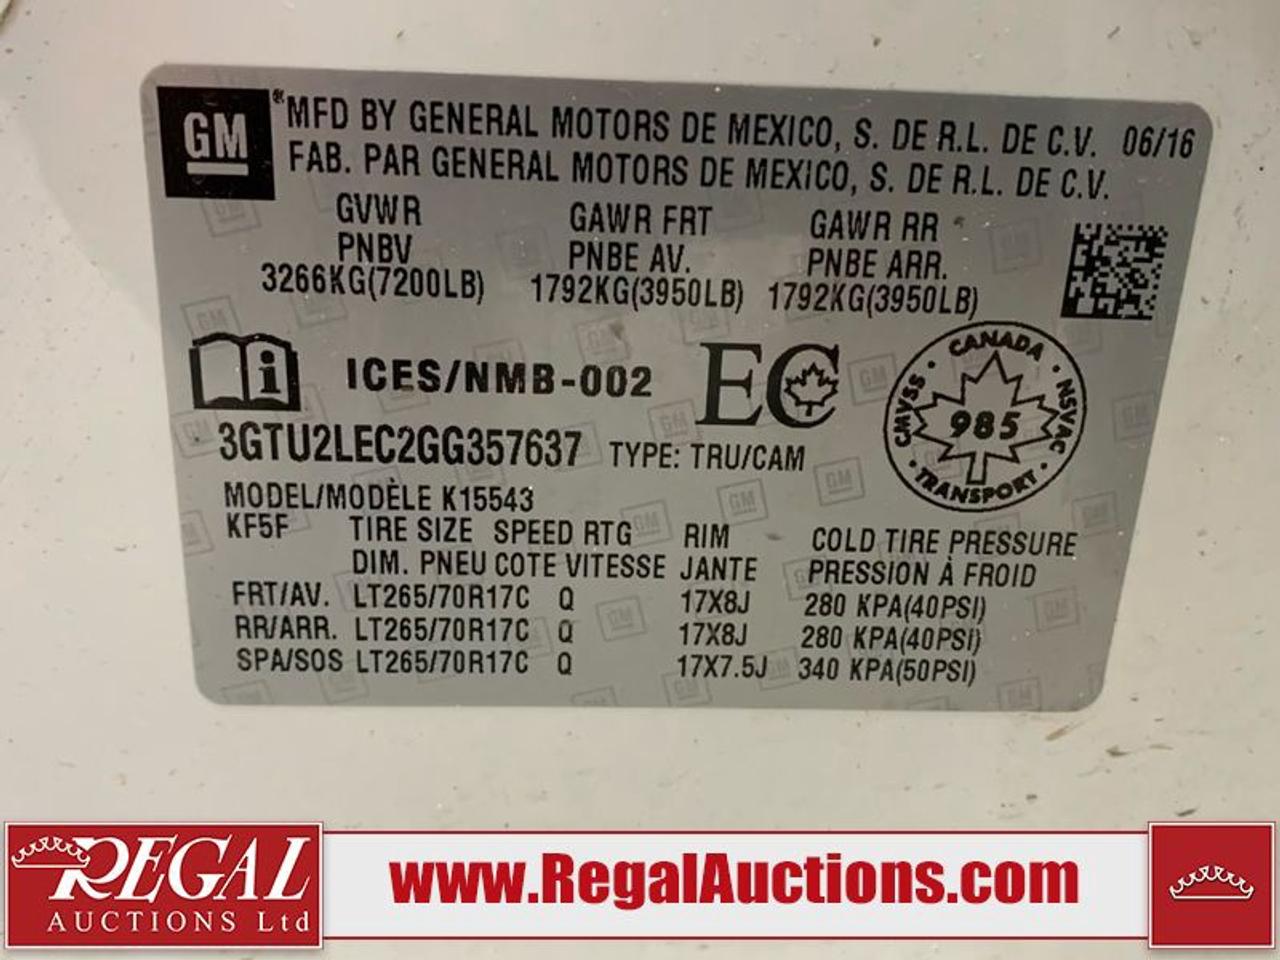 GM
MFD BY GENERAL MOTORS DE MEXICO, S. DE R.L. DE C.V. 06/16
FAB. PAR GENERAL MOTORS DE MEXICO, S. DE R.L. DE C.V.
GVWR GAWR FRT GAWR RR
PNBV PNBE AV. PNBE ARR.
3266KG(7200LB) 1792KG(3950LB) 1792KG(3950LB)
i ICES/NMB-002 EC
CANADA
CMVSS 985 NSVAC
TRANSPORT
3GTU2LEC2GG357637 TYPE: TRU/CAM
MODEL/MODÈLE K15543
KF5F TIRE SIZE SPEED RTG RIM COLD TIRE PRESSURE
DIM. PNEU COTE VITESSE JANTE PRESSION À FROID
FRT/AV. LT265/70R17C Q 17X8J 280 KPA(40PSI)
RR/ARR. LT265/70R17C Q 17X8J 280 KPA(40PSI)
SPA/SOS LT265/70R17C Q 17X7.5J 340 KPA(50PSI)
REGAL
AUCTIONS Ltd
www.RegalAuctions.com